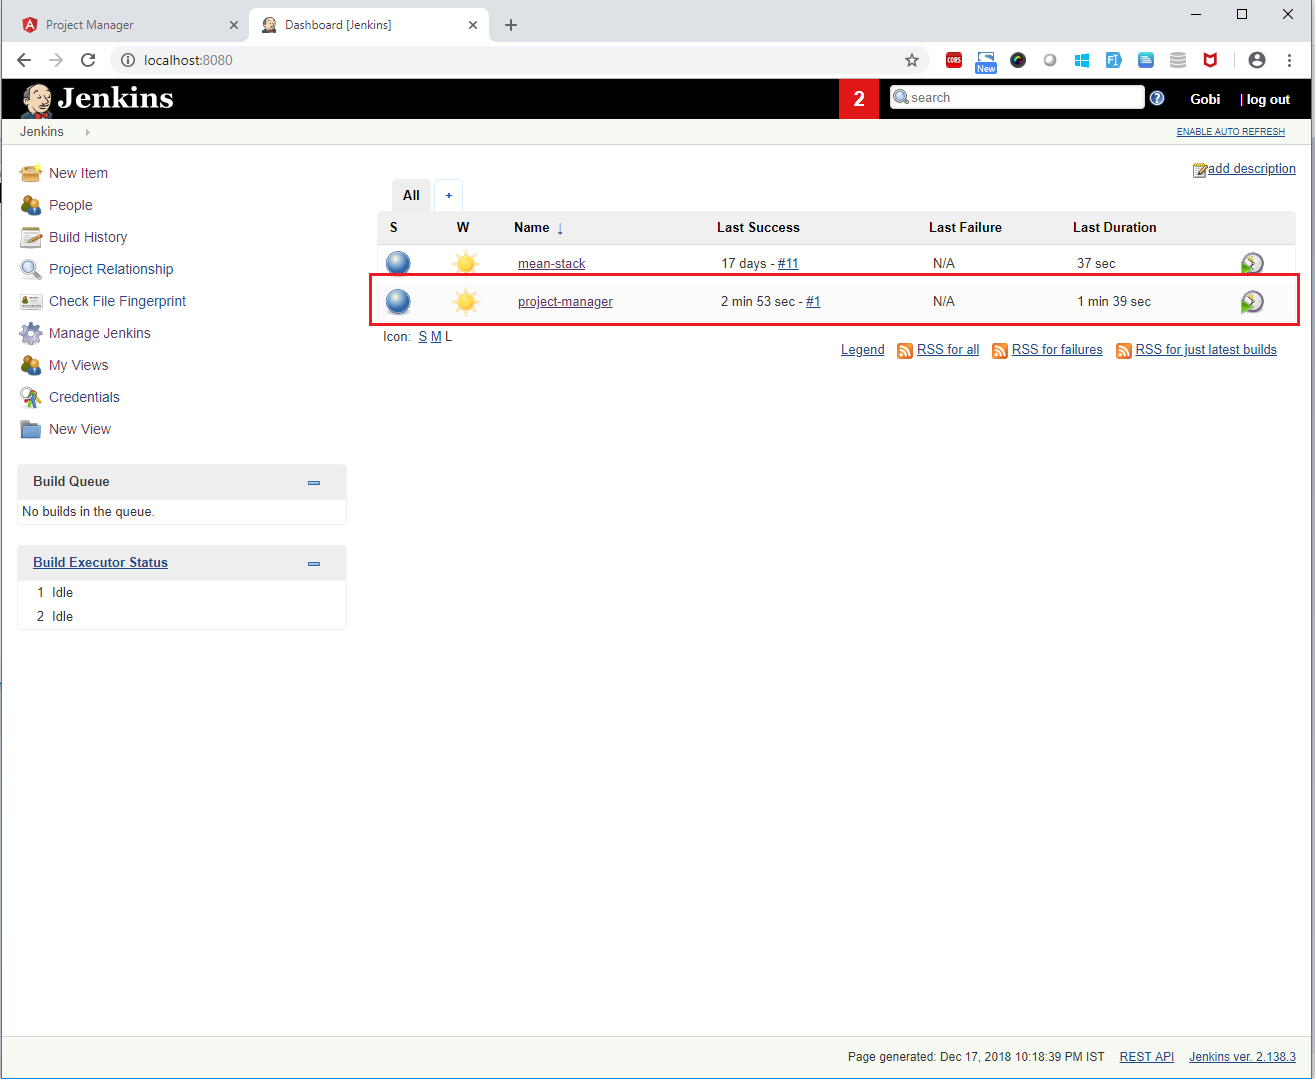 Project Manager
Dashboard [Jenkins]
localhost:8080
CORS
New
Jenkins
2
search
Gobi
| log out
Jenkins
ENABLE AUTO REFRESH
add description
New Item
People
Build History
Project Relationship
Check File Fingerprint
Manage Jenkins
My Views
Credentials
New View
All +
S W Name ↓ Last Success Last Failure Last Duration
mean-stack 17 days - #11 N/A 37 sec
project-manager 2 min 53 sec - #1 N/A 1 min 39 sec
Icon: S M L
Legend RSS for all RSS for failures RSS for just latest builds
Build Queue
No builds in the queue.
Build Executor Status
1 Idle
2 Idle
Page generated: Dec 17, 2018 10:18:39 PM IST REST API Jenkins ver. 2.138.3